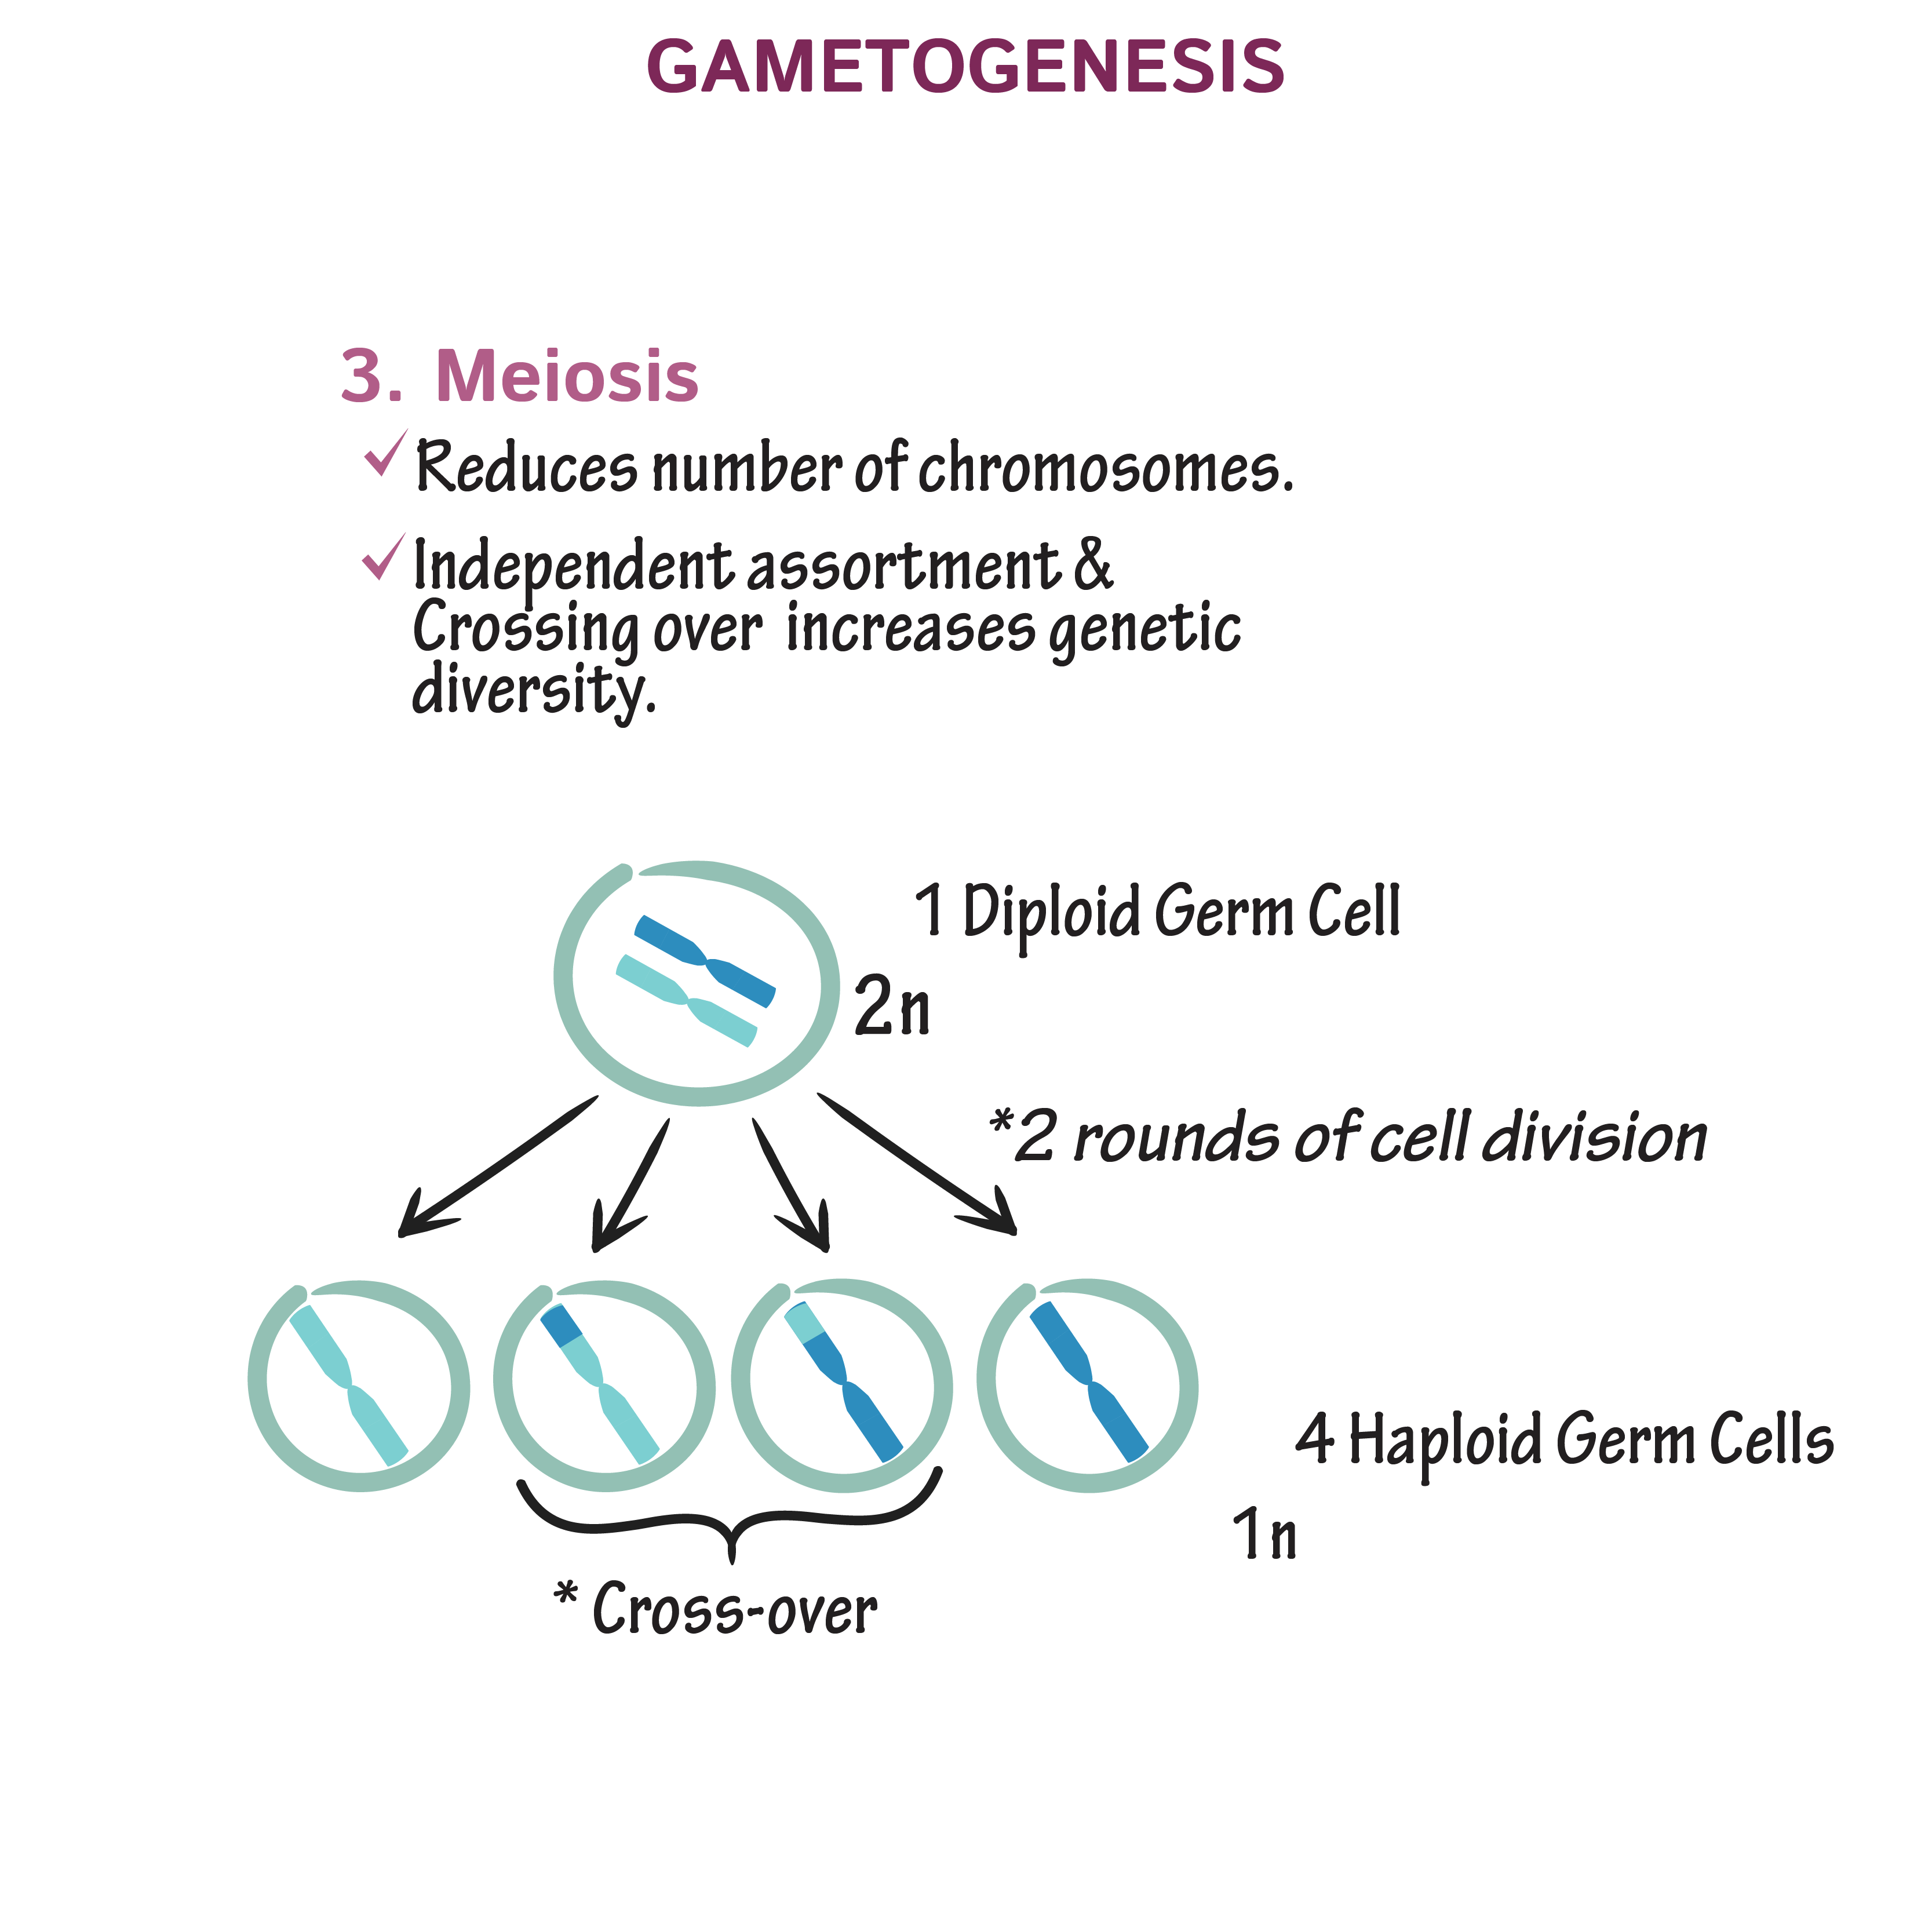 GAMETOGENESIS
3. Meiosis
Reduces number of chromosomes.
Independent assortment &
Crossing over increases genetic
diversity.
1 Diploid Germ Cell
2n
*2 rounds of cell division
4 Haploid Germ Cells
1n
* Cross-over